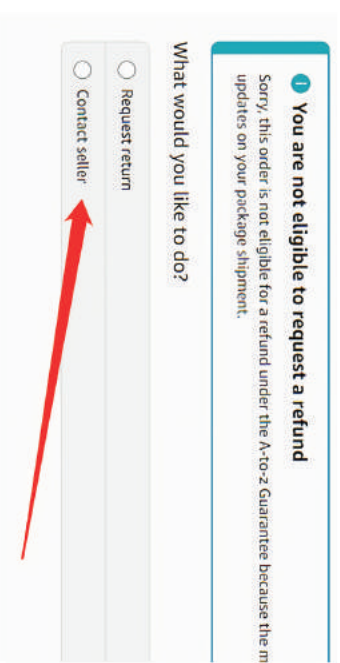 You are not eligible to request a refund
Sorry, this order is not eligible for a refund under the A-to-z Guarantee because the
updates on your package shipment.
What would you like to do?
Request return
Contact seller